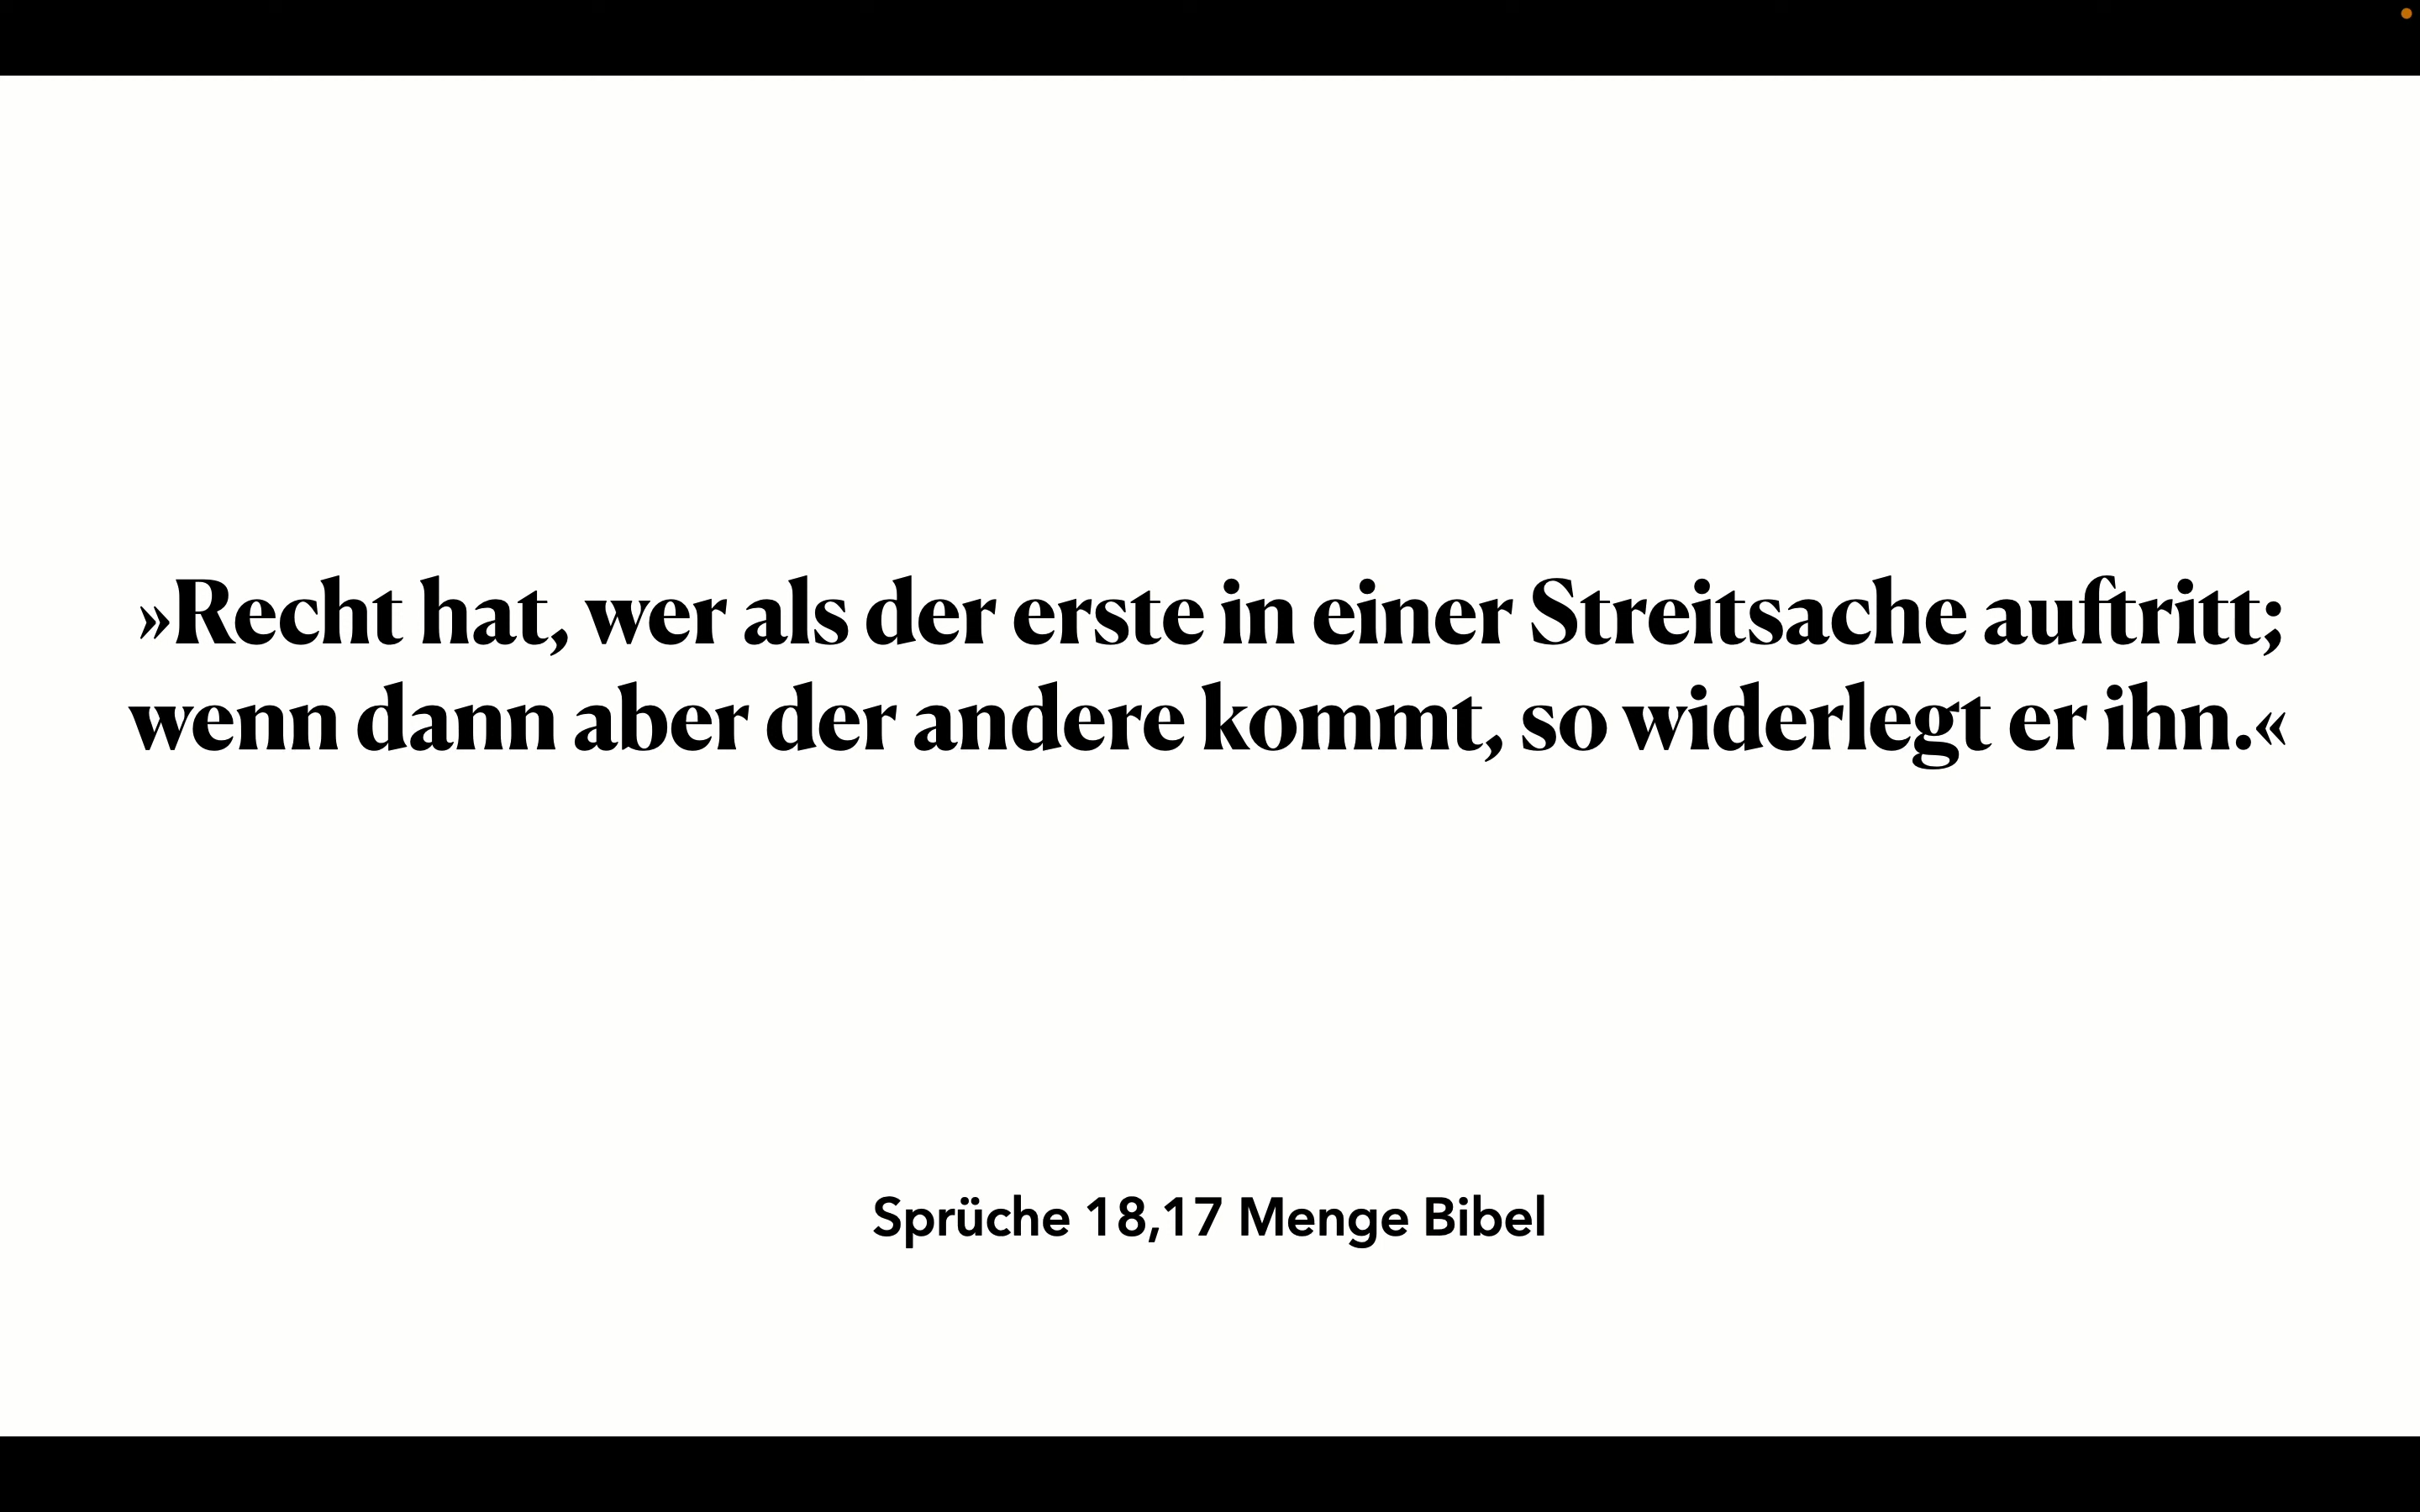 »Recht hat, wer als der erste in einer Streitsache auftritt;
wenn dann aber der andere kommt, so widerlegt er ihn.«
Sprüche 18,17 Menge Bibel